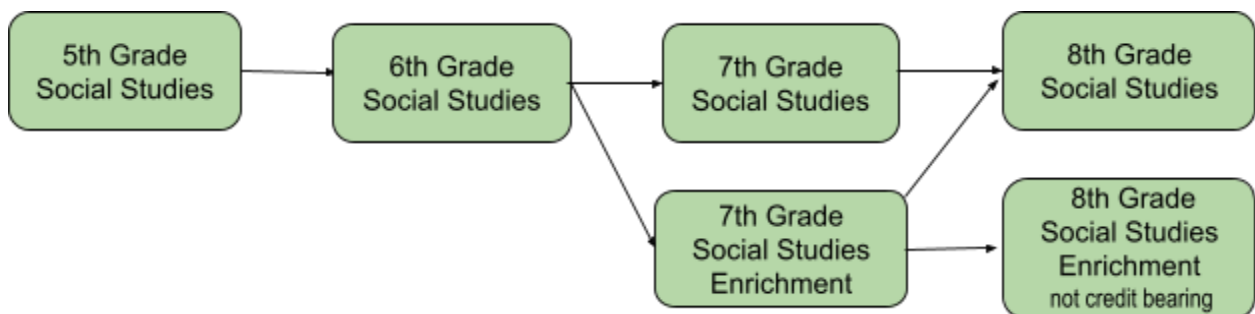 5th Grade
Social Studies
6th Grade
Social Studies
7th Grade
Social Studies
8th Grade
Social Studies
7th Grade
Social Studies
Enrichment
8th Grade
Social Studies
Enrichment
not credit bearing